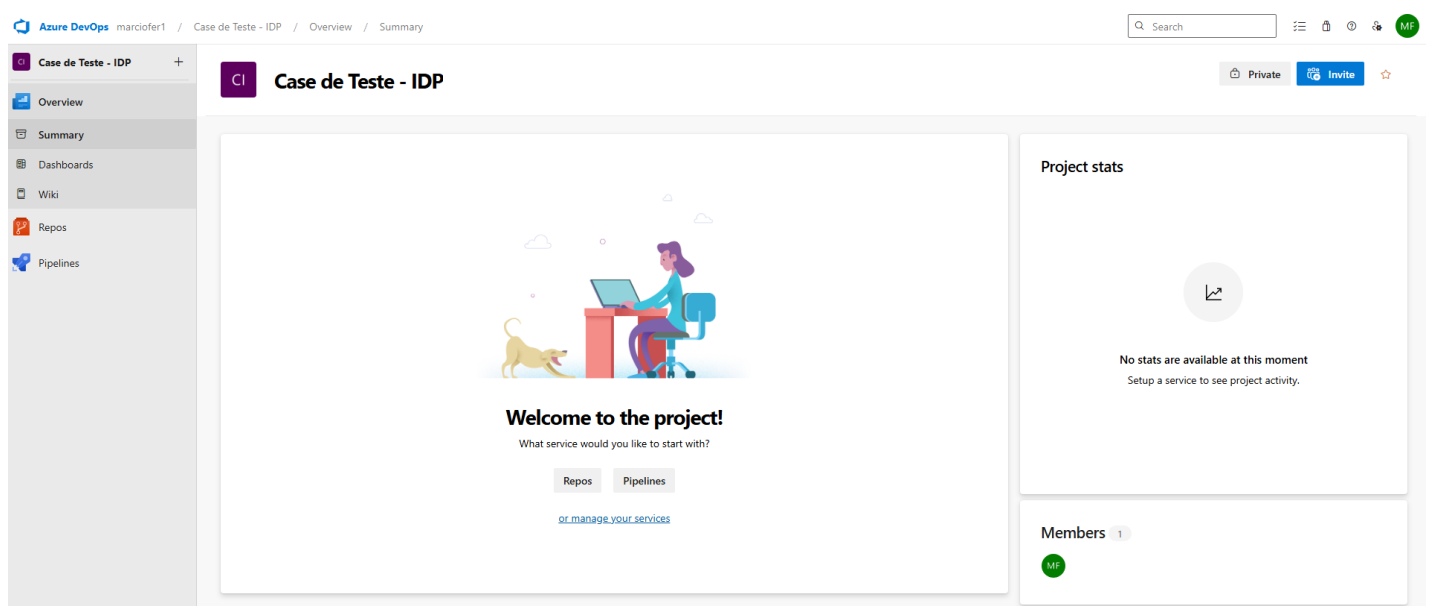 Azure DevOps marciofer1 / Case de Teste - IDP / Overview / Summary
Search
MF
CI Case de Teste - IDP +
Overview
Summary
Dashboards
Wiki
Repos
Pipelines
CI Case de Teste - IDP
Private
Invite
Welcome to the project!
What service would you like to start with?
Repos Pipelines
or manage your services
Project stats
No stats are available at this moment
Setup a service to see project activity.
Members 1
MF